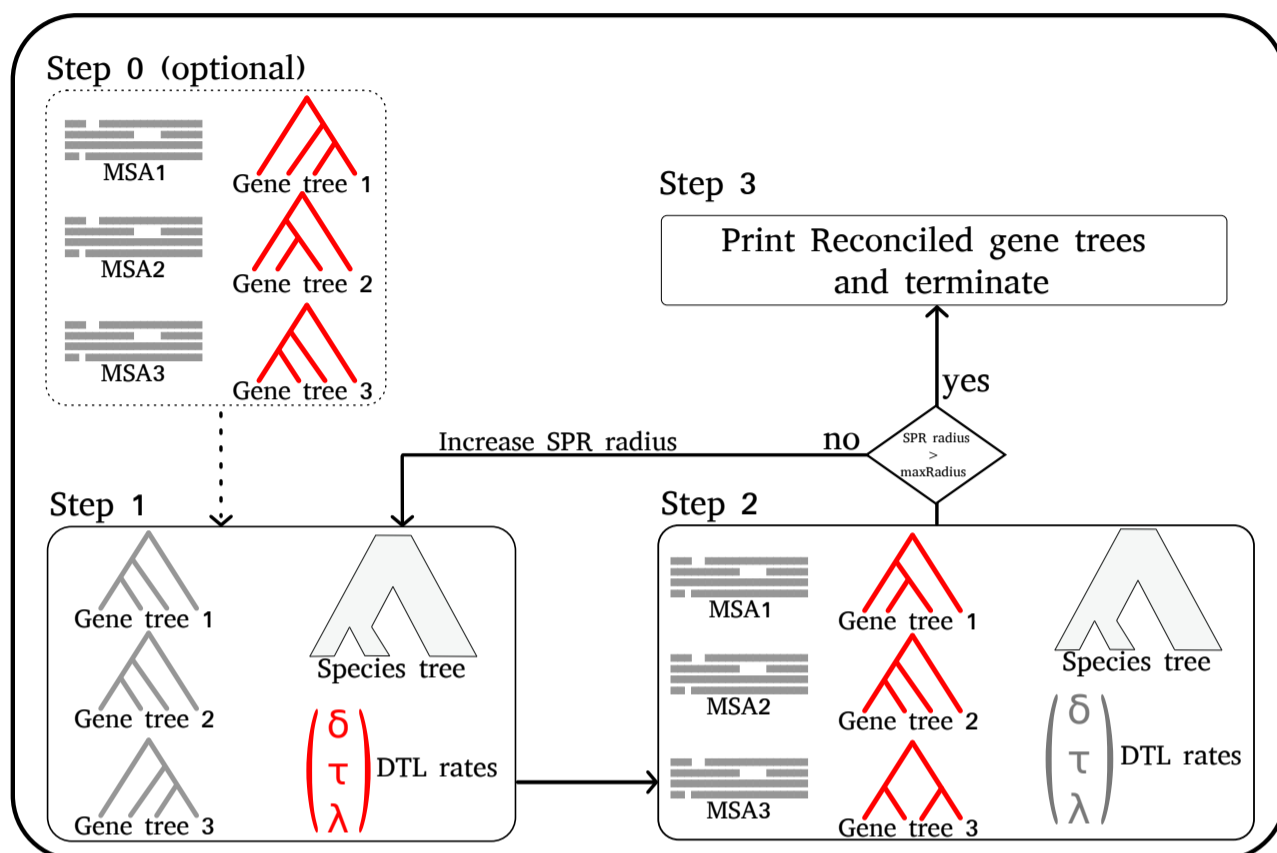 Step 0 (optional)
MSA1
Gene tree 1
MSA2
Gene tree 2
MSA3
Gene tree 3
Step 3
Print Reconciled gene trees
and terminate
yes
no
SPR radius
>
maxRadius
Increase SPR radius
Step 1
Gene tree 1
Gene tree 2
Gene tree 3
Species tree
δ
τ
λ
DTL rates
Step 2
MSA1
Gene tree 1
MSA2
Gene tree 2
MSA3
Gene tree 3
Species tree
δ
τ
λ
DTL rates